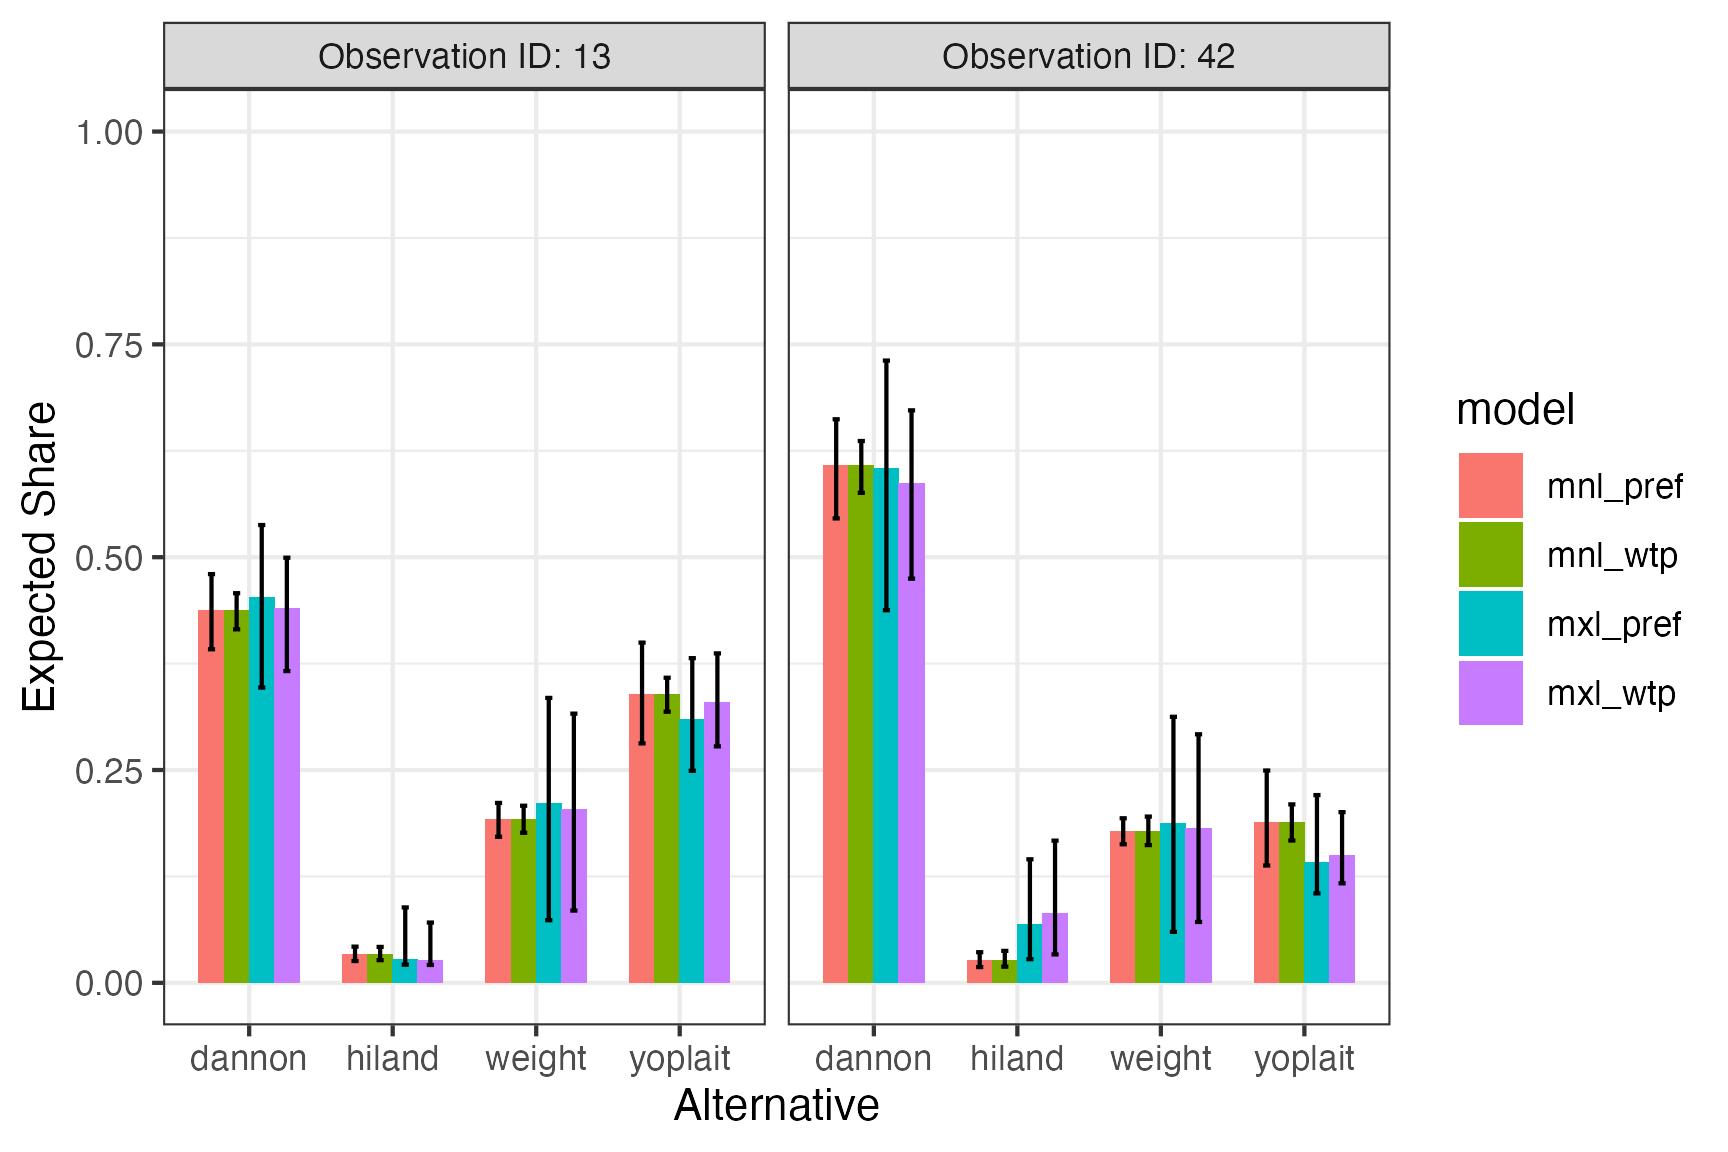 Observation ID: 13
Observation ID: 42
1.00
0.75
0.50
0.25
0.00
Expected Share
dannon hiland weight yoplait
dannon hiland weight yoplait
Alternative
model
mnl_pref
mnl_wtp
mxl_pref
mxl_wtp